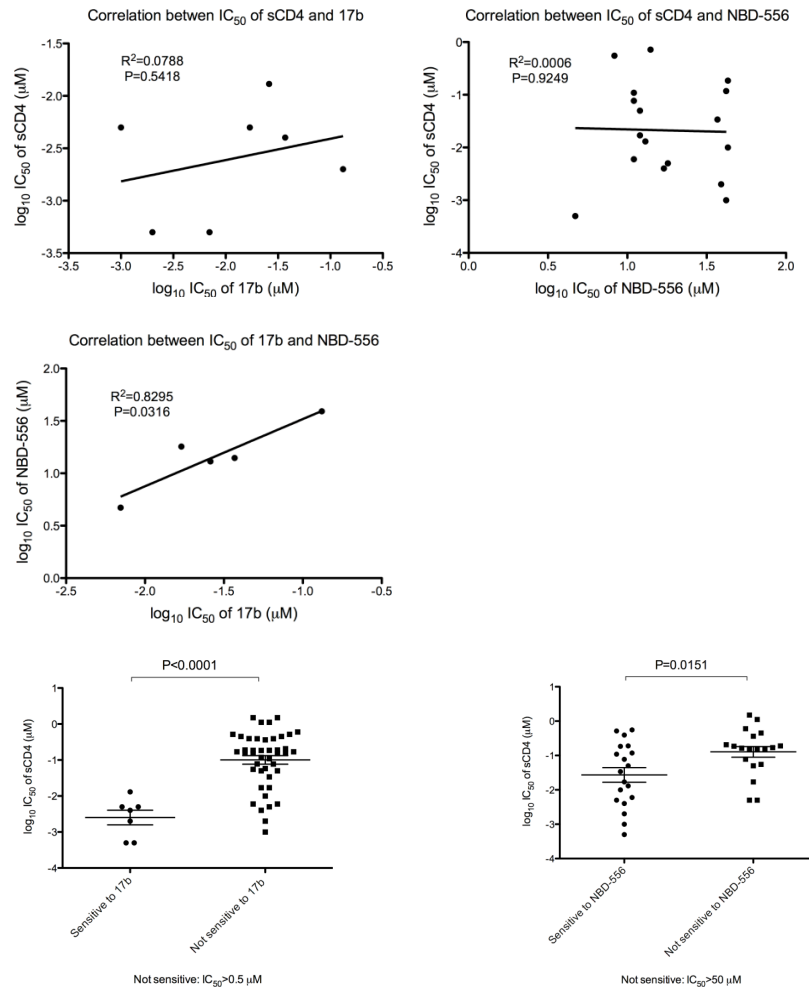 Correlation betwen IC50 of sCD4 and 17b
R2=0.0788
P=0.5418
log10 IC50 of sCD4 (μM)
-1.5
-2.0
-2.5
-3.0
-3.5
-3.5 -3.0 -2.5 -2.0 -1.5 -1.0 -0.5
log10 IC50 of 17b (μM)
Correlation between IC50 of sCD4 and NBD-556
R2=0.0006
P=0.9249
log10 IC50 of sCD4 (μM)
0
-1
-2
-3
-4
0.0 0.5 1.0 1.5 2.0
log10 IC50 of NBD-556 (μM)
Correlation between IC50 of 17b and NBD-556
R2=0.8295
P=0.0316
log10 IC50 of NBD-556 (μM)
2.0
1.5
1.0
0.5
0.0
-2.5 -2.0 -1.5 -1.0 -0.5
log10 IC50 of 17b (μM)
P<0.0001
log10 IC50 of sCD4 (μM)
1
0
-1
-2
-3
-4
Sensitive to 17b
Not sensitive to 17b
Not sensitive: IC50>0.5 μM
P=0.0151
log10 IC50 of sCD4 (μM)
1
0
-1
-2
-3
-4
Sensitive to NBD-556
Not sensitive to NBD-556
Not sensitive: IC50>50 μM